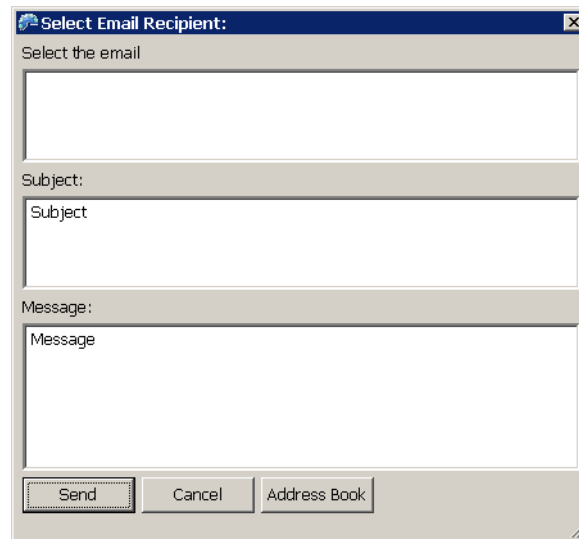 Select Email Recipient:
Select the email
Subject:
Subject
Message:
Message
Send Cancel Address Book